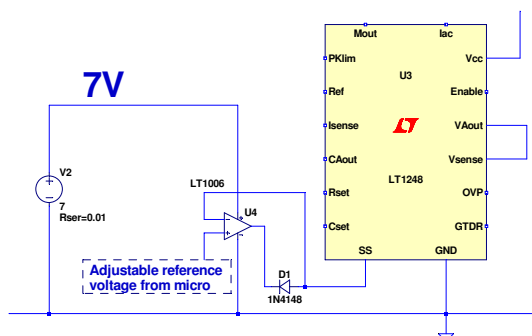 Mout Iac
PKlim Vcc
U3
7V
Ref Enable
Isense VAout
V2
CAout Vsense
LT1006 LT1248
7
Rser=0.01
Rset OVP
U4
Cset GTDR
SS GND
Adjustable reference
voltage from micro
D1
1N4148